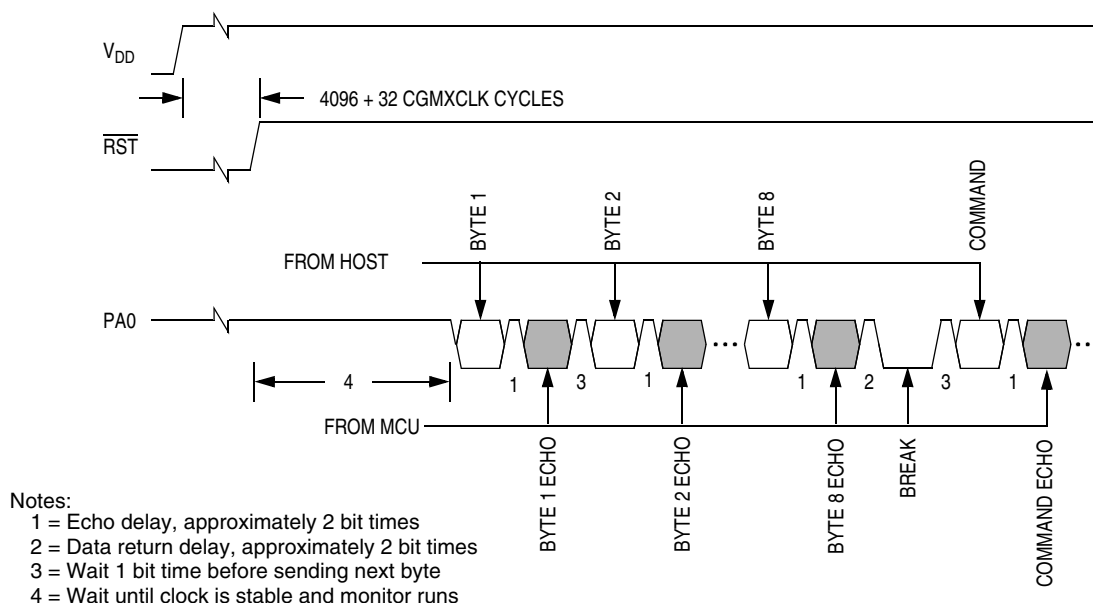 VDD
4096 + 32 CGMXCLK CYCLES
RST
BYTE 1
BYTE 2
BYTE 8
COMMAND
FROM HOST
PA0
4
1
3
1
1
2
3
1
FROM MCU
BYTE 1 ECHO
BYTE 2 ECHO
BYTE 8 ECHO
BREAK
COMMAND ECHO
Notes:
1 = Echo delay, approximately 2 bit times
2 = Data return delay, approximately 2 bit times
3 = Wait 1 bit time before sending next byte
4 = Wait until clock is stable and monitor runs